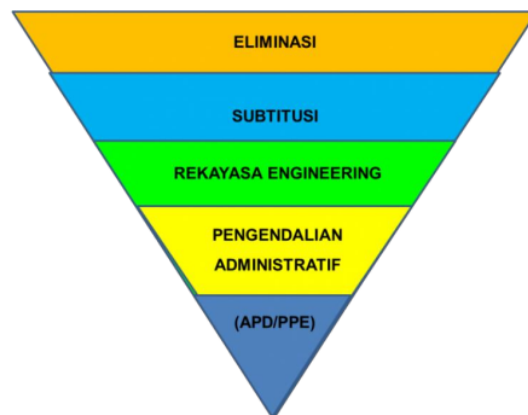 ELIMINASI
SUBTITUSI
REKAYASA ENGINEERING
PENGENDALIAN
ADMINISTRATIF
(APD/PPE)